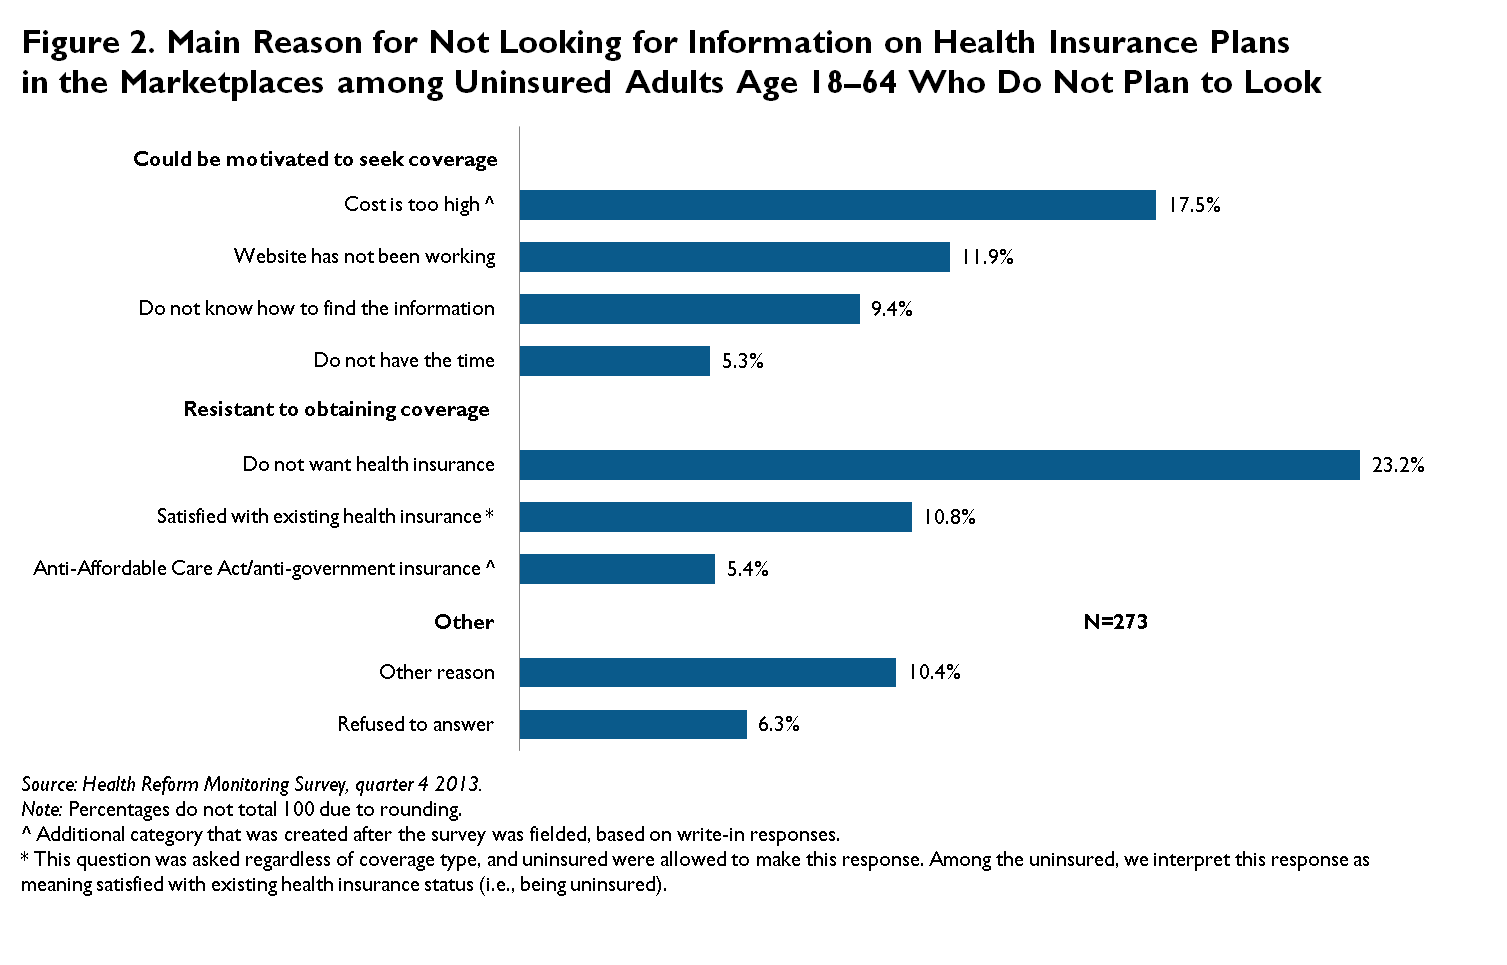 Figure 2. Main Reason for Not Looking for Information on Health Insurance Plans
in the Marketplaces among Uninsured Adults Age 18–64 Who Do Not Plan to Look
Could be motivated to seek coverage
Cost is too high ^ 17.5%
Website has not been working 11.9%
Do not know how to find the information 9.4%
Do not have the time 5.3%
Resistant to obtaining coverage
Do not want health insurance 23.2%
Satisfied with existing health insurance * 10.8%
Anti-Affordable Care Act/anti-government insurance ^ 5.4%
Other N=273
Other reason 10.4%
Refused to answer 6.3%
Source: Health Reform Monitoring Survey, quarter 4 2013.
Note: Percentages do not total 100 due to rounding.
^ Additional category that was created after the survey was fielded, based on write-in responses.
* This question was asked regardless of coverage type, and uninsured were allowed to make this response. Among the uninsured, we interpret this response as
meaning satisfied with existing health insurance status (i.e., being uninsured).